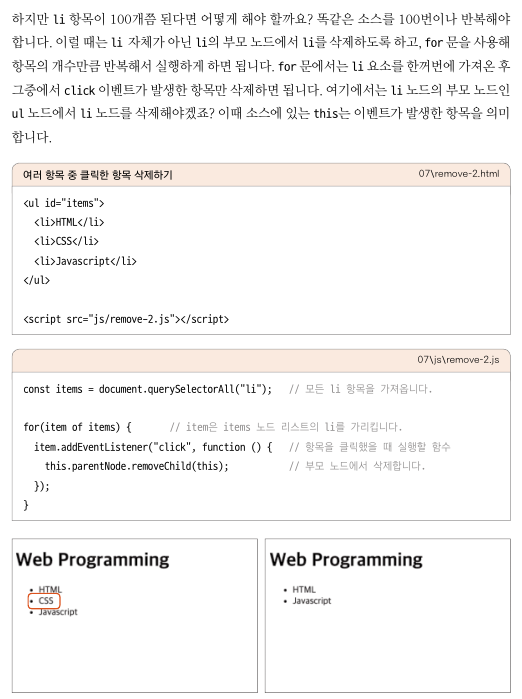 하지만 li 항목이 100개쯤 된다면 어떻게 해야 할까요? 똑같은 소스를 100번이나 반복해야
합니다. 이럴 때는 li 자체가 아닌 li의 부모 노드에서 li를 삭제하도록 하고, for 문을 사용해
항목의 개수만큼 반복해서 실행하게 하면 됩니다. for 문에서는 li 요소를 한꺼번에 가져온 후
그중에서 click 이벤트가 발생한 항목만 삭제하면 됩니다. 여기에서는 li 노드의 부모 노드인
ul 노드에서 li 노드를 삭제해야겠죠? 이때 소스에 있는 this는 이벤트가 발생한 항목을 의미
합니다.
여러 항목 중 클릭한 항목 삭제하기 07\remove-2.html
<ul id="items">
<li>HTML</li>
<li>CSS</li>
<li>Javascript</li>
</ul>
<script src="js/remove-2.js"></script>
07\js\remove-2.js
const items = document.querySelectorAll("li"); // 모든 li 항목을 가져옵니다.
for(item of items) { // item은 items 노드 리스트의 li를 가리킵니다.
item.addEventListener("click", function () { // 항목을 클릭했을 때 실행할 함수
this.parentNode.removeChild(this); // 부모 노드에서 삭제합니다.
});
}
Web Programming
• HTML
• CSS
• Javascript
Web Programming
• HTML
• Javascript